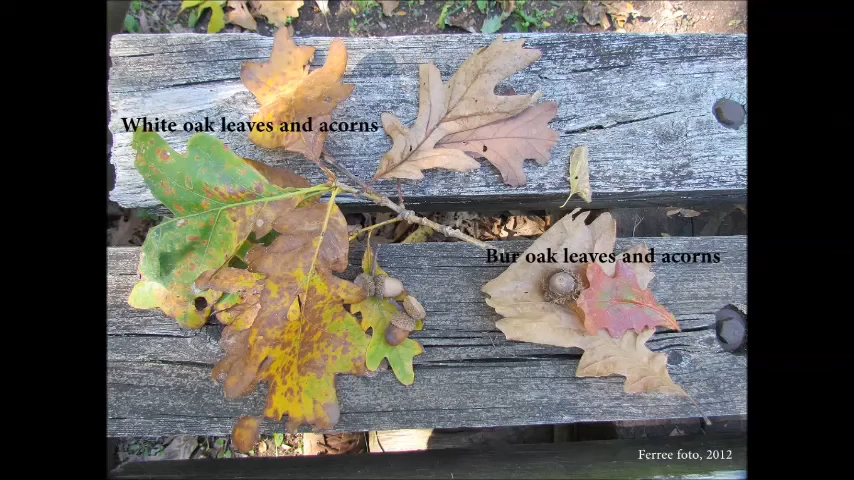 White oak leaves and acorns
Bur oak leaves and acorns
Ferree foto, 2012